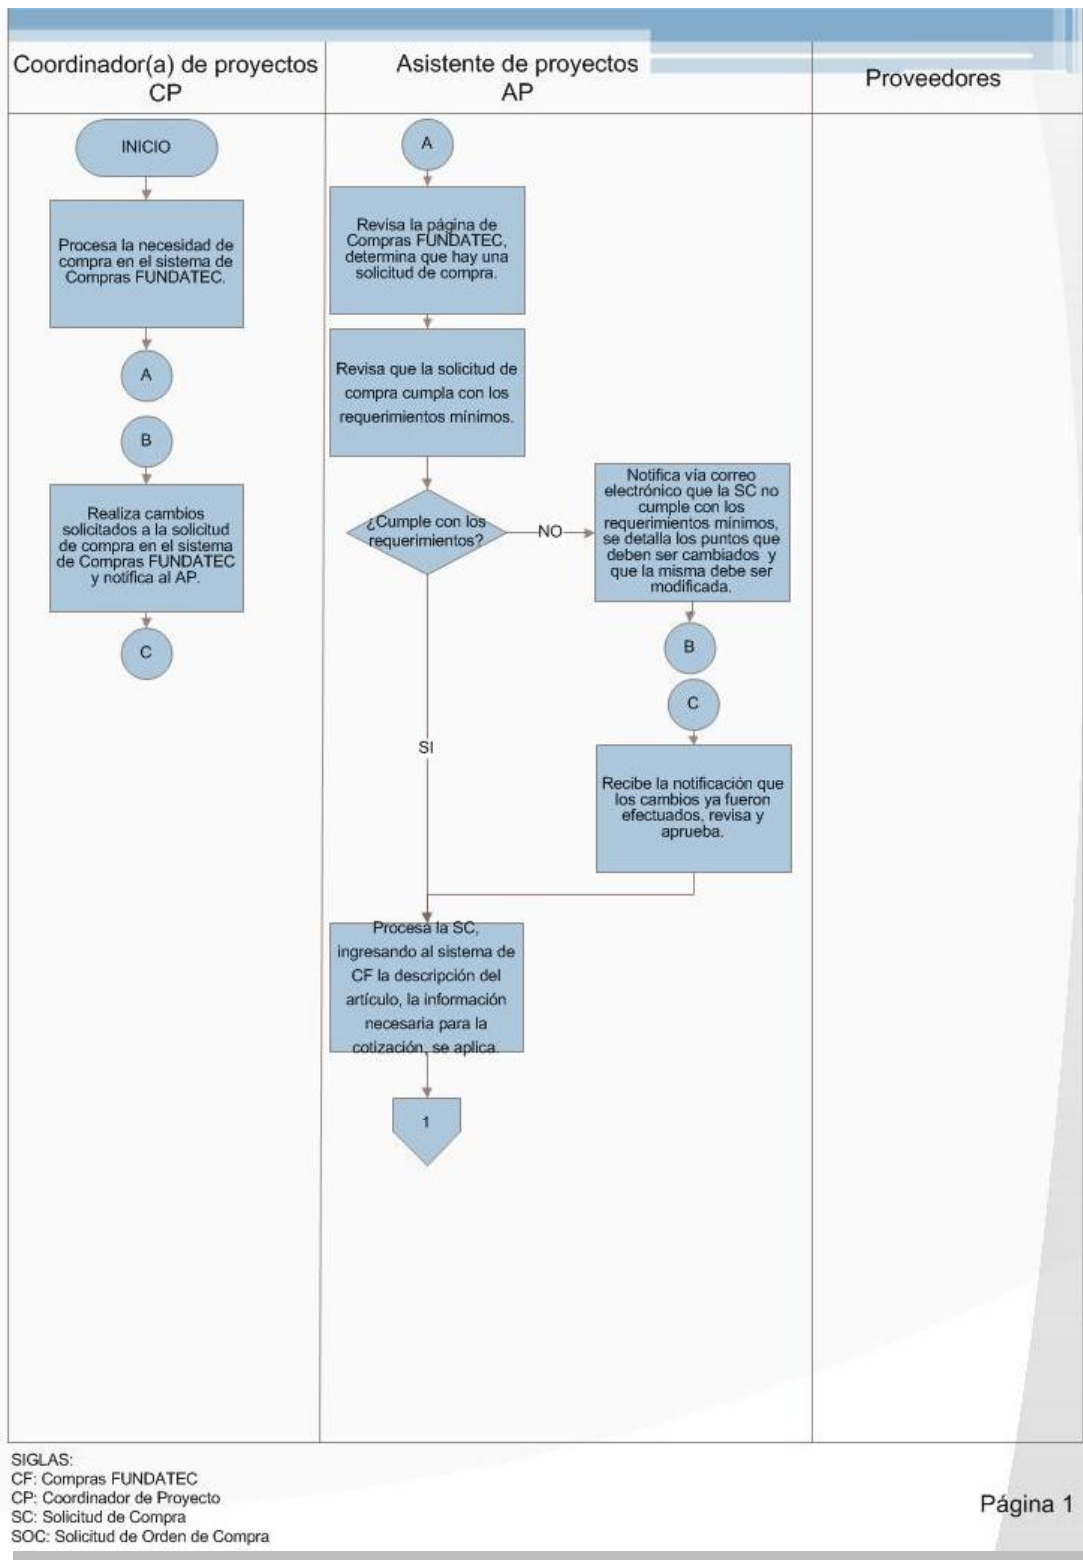 Coordinador(a) de proyectos
CP
Asistente de proyectos
AP
Proveedores
INICIO
Procesa la necesidad de
compra en el sistema de
Compras FUNDATEC.
A
B
Realiza cambios
solicitados a la solicitud
de compra en el sistema
de Compras FUNDATEC
y notifica al AP.
C
A
Revisa la página de
Compras FUNDATEC,
determina que hay una
solicitud de compra.
Revisa que la solicitud de
compra cumpla con los
requerimientos mínimos.
¿Cumple con los
requerimientos?
NO
Notifica vía correo
electrónico que la SC no
cumple con los
requerimientos mínimos,
se detalla los puntos que
deben ser cambiados y
que la misma debe ser
modificada.
B
C
SI
Recibe la notificación que
los cambios ya fueron
efectuados, revisa y
aprueba.
Procesa la SC,
ingresando al sistema de
CF la descripción del
artículo, la información
necesaria para la
cotización, se aplica.
1
SIGLAS:
CF: Compras FUNDATEC
CP: Coordinador de Proyecto
SC: Solicitud de Compra
SOC: Solicitud de Orden de Compra
Página 1